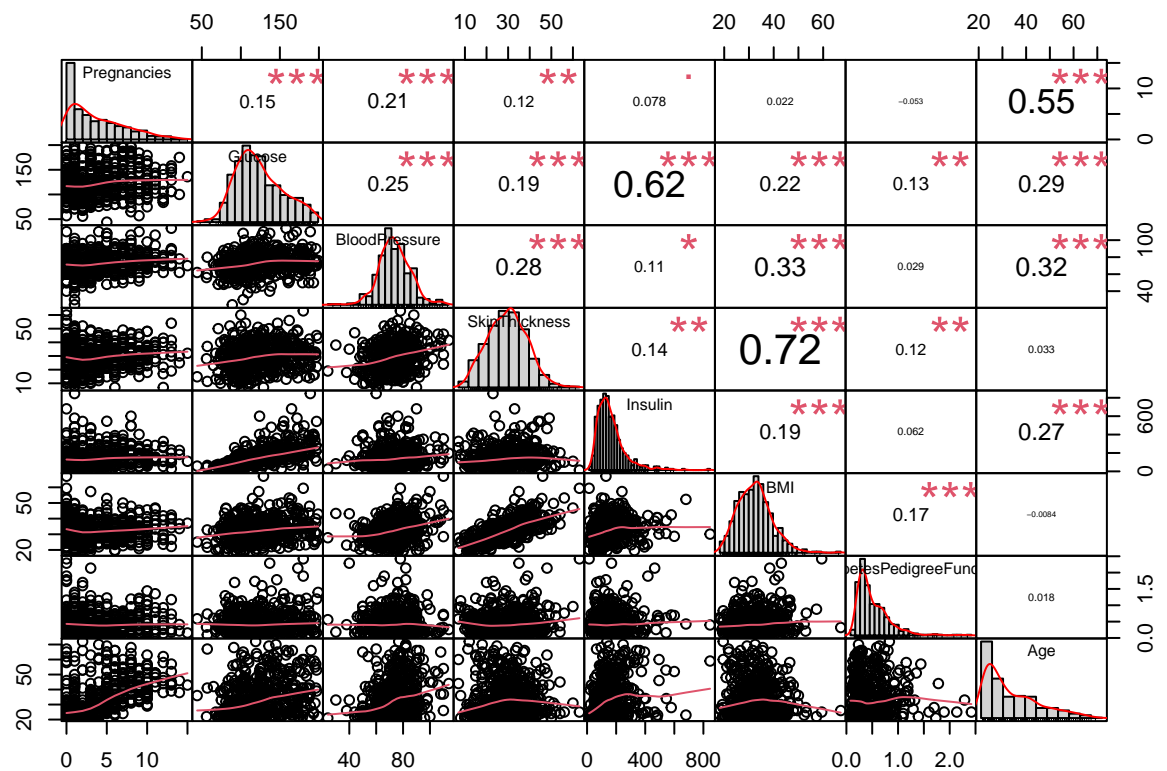 50 150 10 30 50 20 40 60 20 40 60
Pregnancies *** 0.15 *** 0.21 ** 0.12 . 0.078 0.022 −0.053 *** 0.55 0 10
50 150 Glucose *** 0.25 *** 0.19 *** 0.62 *** 0.22 ** 0.13 *** 0.29
BloodPressure *** 0.28 * 0.11 *** 0.33 0.029 *** 0.32 40 100
10 50 SkinThickness ** 0.14 *** 0.72 ** 0.12 0.033
Insulin *** 0.19 0.062 *** 0.27 0 600
20 50 BMI *** 0.17 −0.0084
betesPedigreeFunc 0.018 0.0 1.5
20 50 Age
0 5 10 40 80 0 400 800 0.0 1.0 2.0